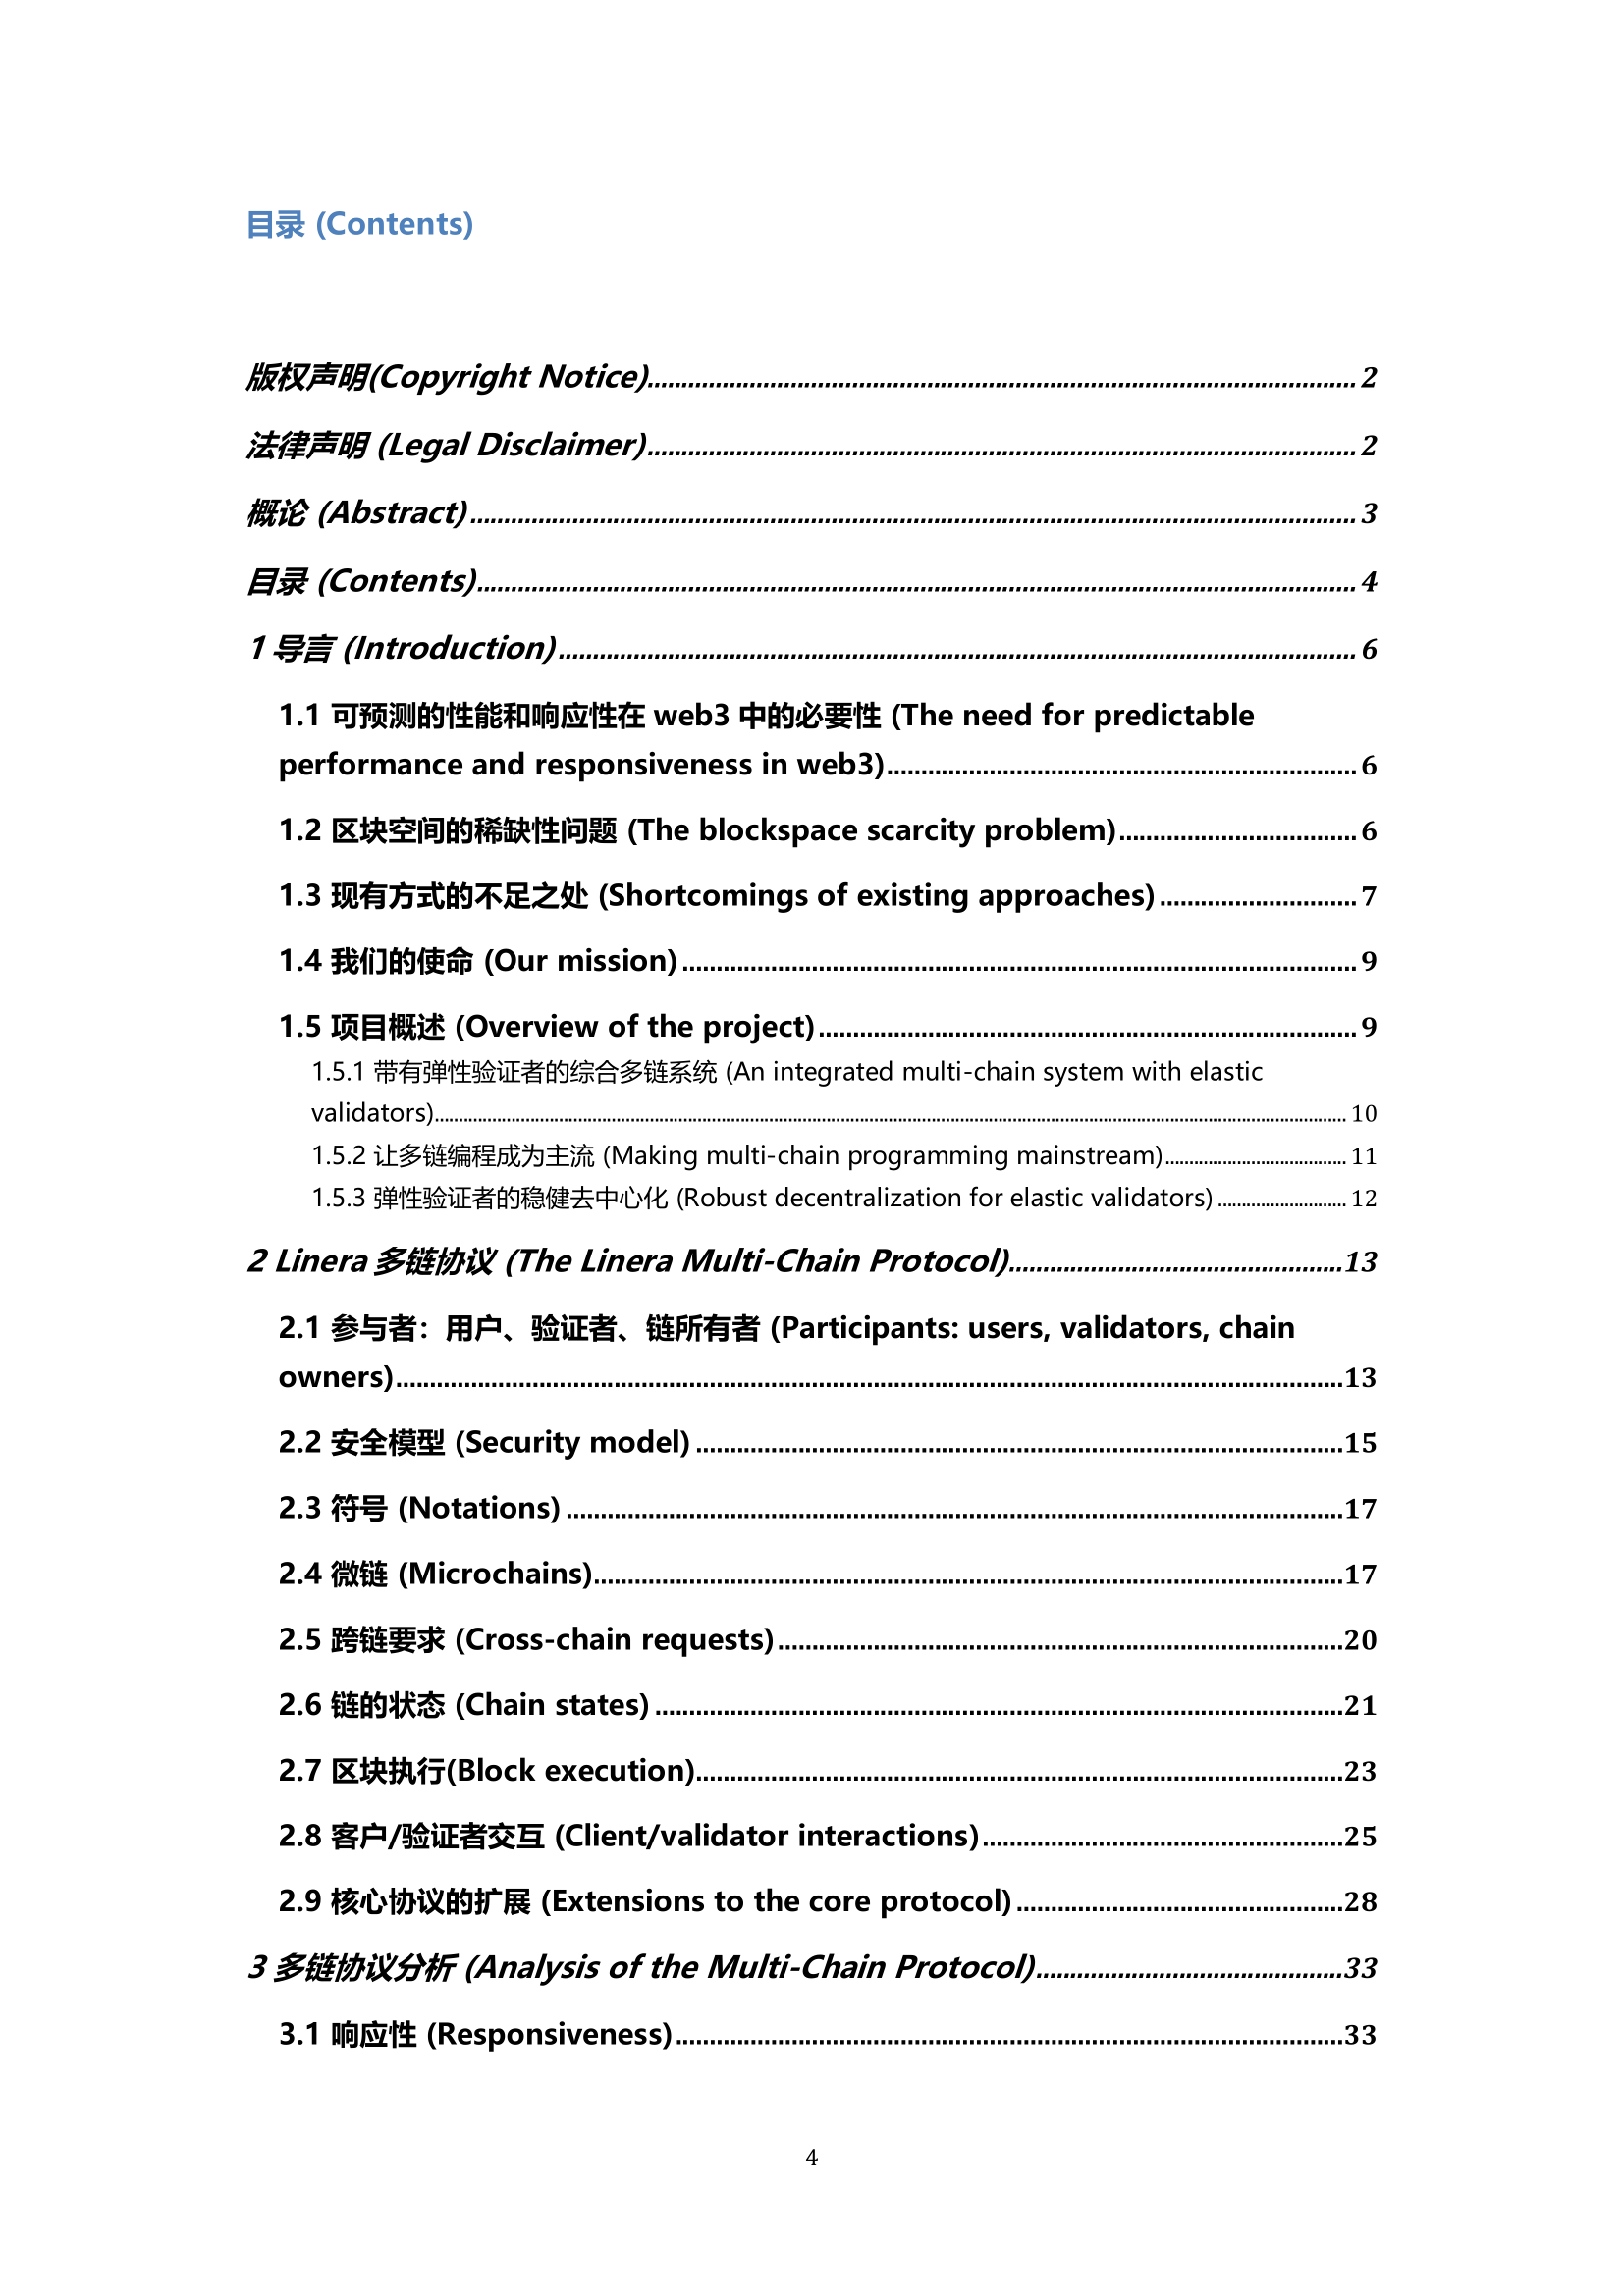 目录 (Contents)
版权声明(Copyright Notice)........ 2
法律声明 (Legal Disclaimer)........ 2
概论 (Abstract)........ 3
目录 (Contents)........ 4
1 导言 (Introduction)........ 6
1.1 可预测的性能和响应性在 web3 中的必要性 (The need for predictable
performance and responsiveness in web3)........ 6
1.2 区块空间的稀缺性问题 (The blockspace scarcity problem)........ 6
1.3 现有方式的不足之处 (Shortcomings of existing approaches)........ 7
1.4 我们的使命 (Our mission)........ 9
1.5 项目概述 (Overview of the project)........ 9
1.5.1 带有弹性验证者的综合多链系统 (An integrated multi-chain system with elastic
validators)........ 10
1.5.2 让多链编程成为主流 (Making multi-chain programming mainstream)........ 11
1.5.3 弹性验证者的稳健去中心化 (Robust decentralization for elastic validators)........ 12
2 Linera 多链协议 (The Linera Multi-Chain Protocol)........13
2.1 参与者：用户、验证者、链所有者 (Participants: users, validators, chain
owners)........13
2.2 安全模型 (Security model)........15
2.3 符号 (Notations)........17
2.4 微链 (Microchains)........17
2.5 跨链要求 (Cross-chain requests)........20
2.6 链的状态 (Chain states)........21
2.7 区块执行(Block execution)........23
2.8 客户/验证者交互 (Client/validator interactions)........25
2.9 核心协议的扩展 (Extensions to the core protocol)........28
3 多链协议分析 (Analysis of the Multi-Chain Protocol)........33
3.1 响应性 (Responsiveness)........33
4